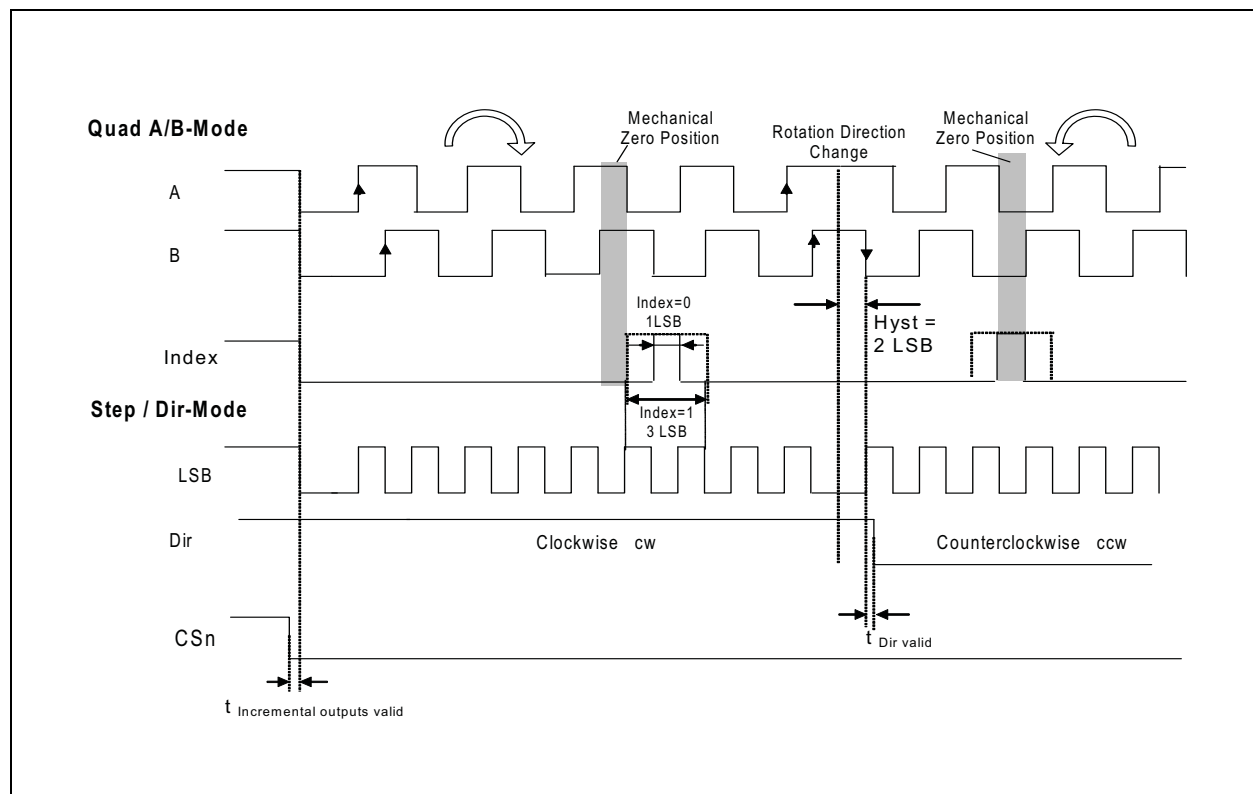 Quad A/B-Mode
Mechanical
Zero Position
Rotation Direction
Change
Mechanical
Zero Position
A
B
Index=0
1LSB
Hyst =
2 LSB
Index
Step / Dir-Mode
Index=1
3 LSB
LSB
Dir
Clockwise cw
Counterclockwise ccw
CSn
t Dir valid
t Incremental outputs valid